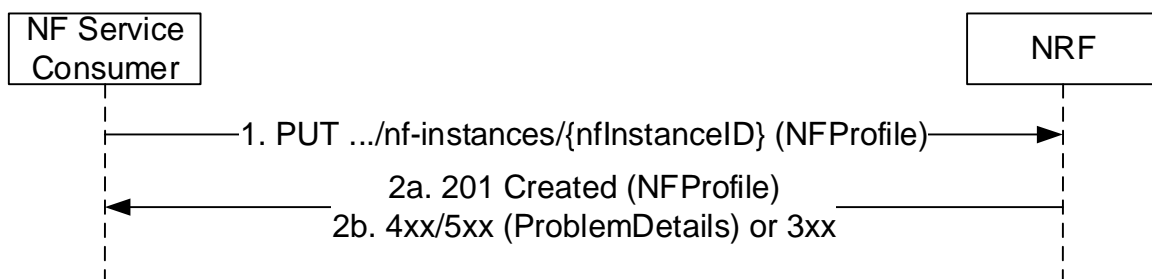 NF Service
Consumer
NRF
1. PUT .../nf-instances/{nfInstanceID} (NFProfile)
2a. 201 Created (NFProfile)
2b. 4xx/5xx (ProblemDetails) or 3xx